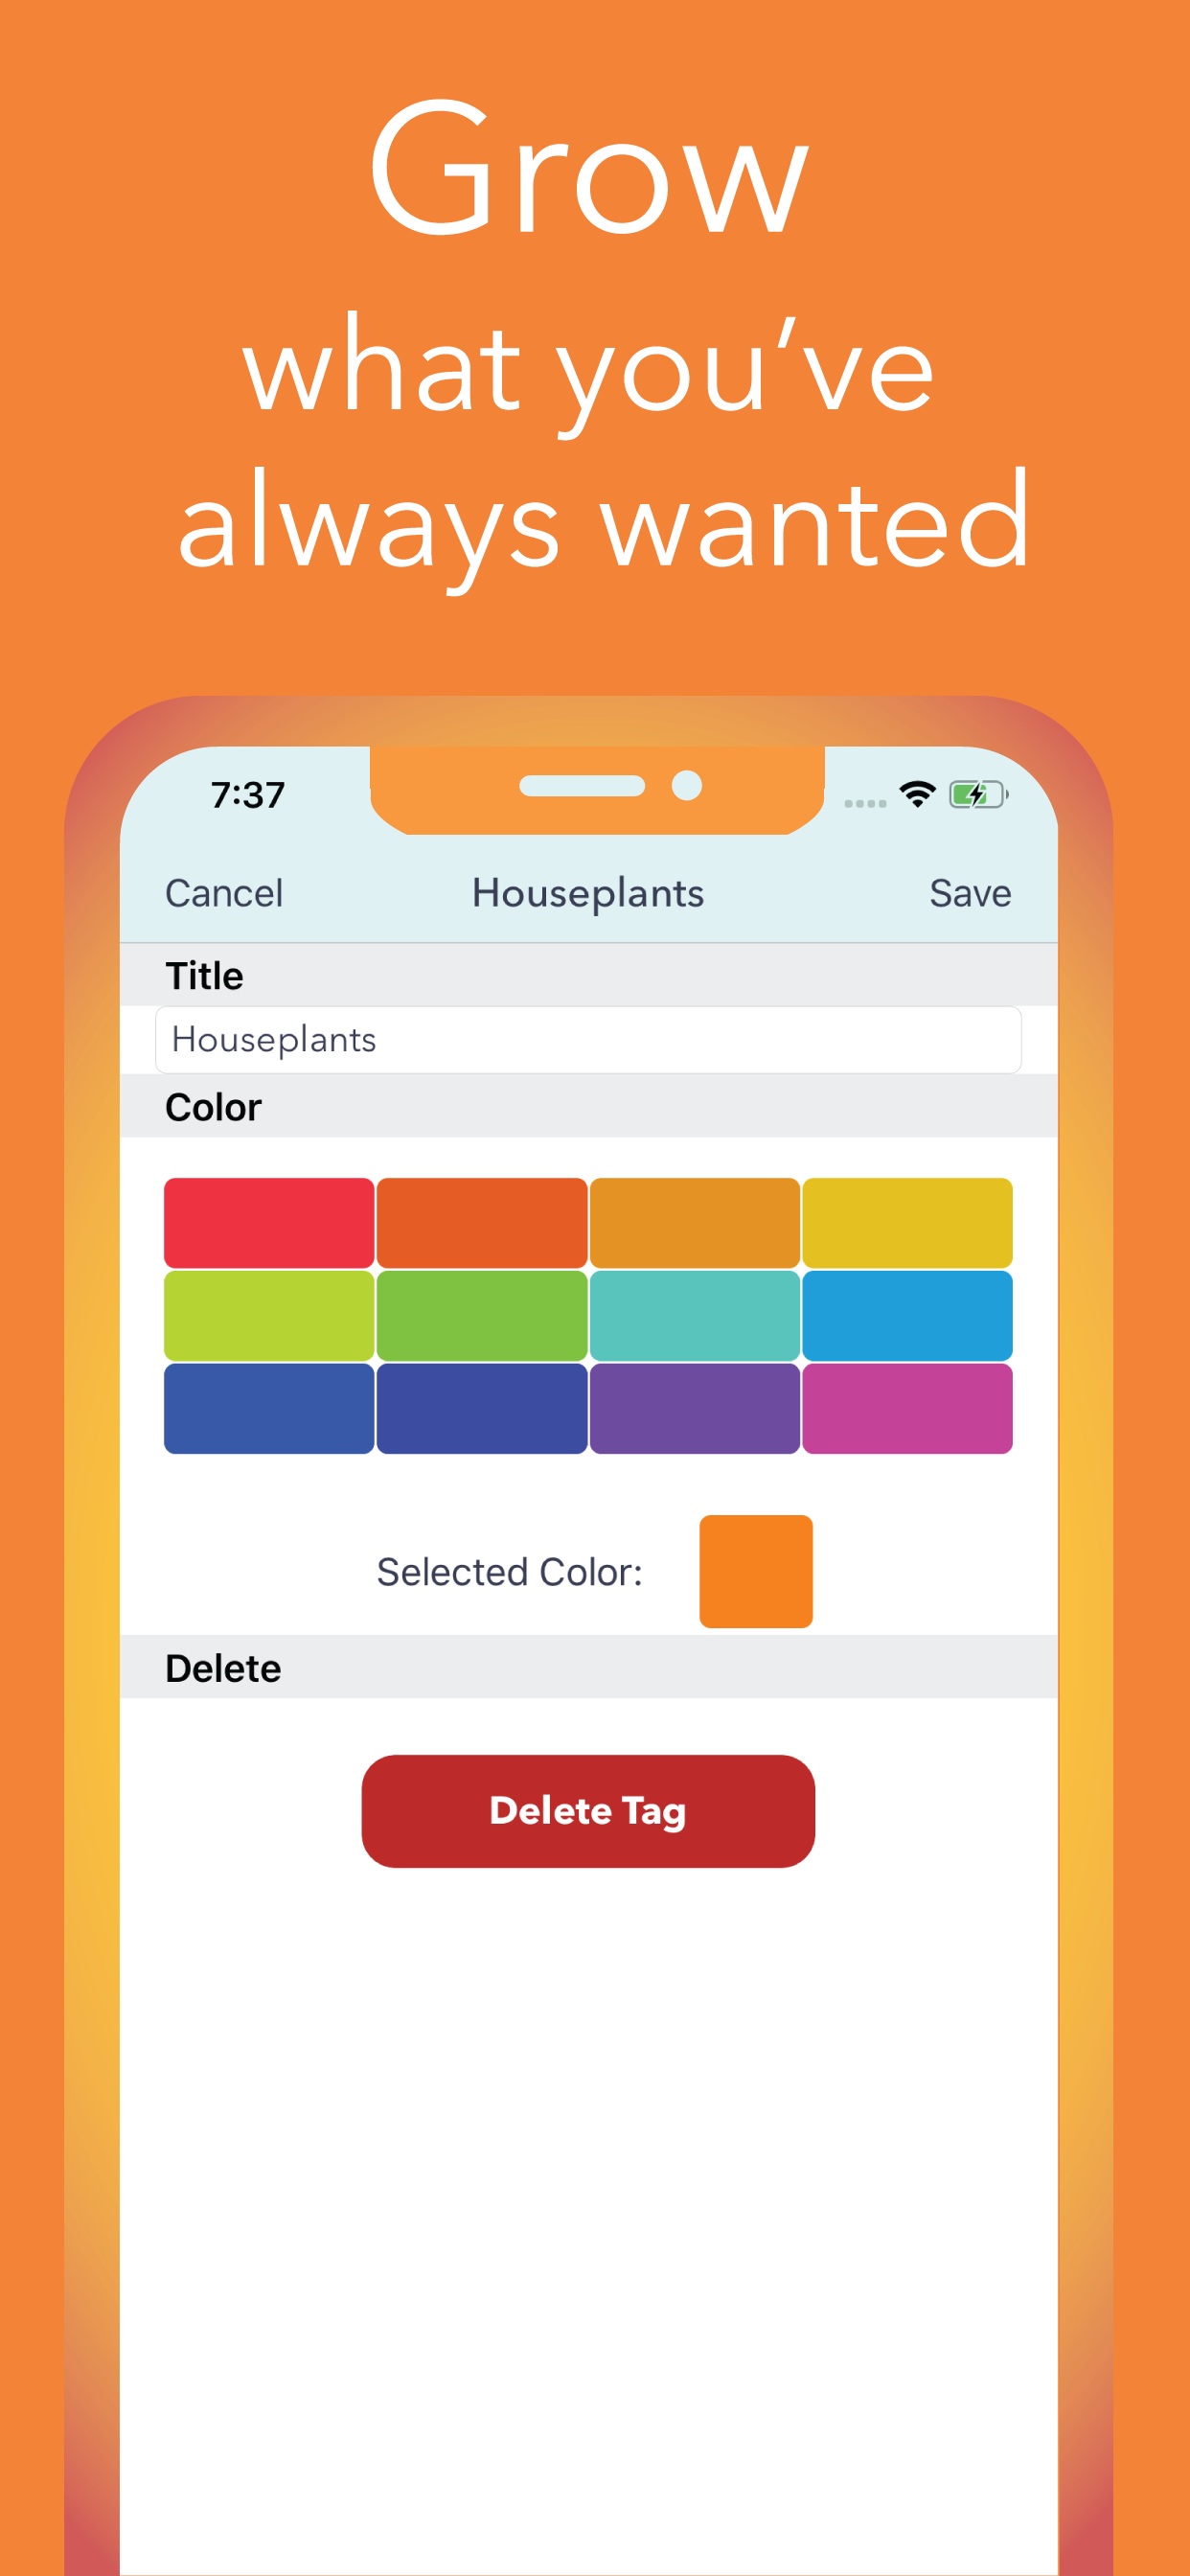 Grow
what you’ve
always wanted
7:37
Cancel Houseplants Save
Title
Houseplants
Color
Selected Color:
Delete
Delete Tag